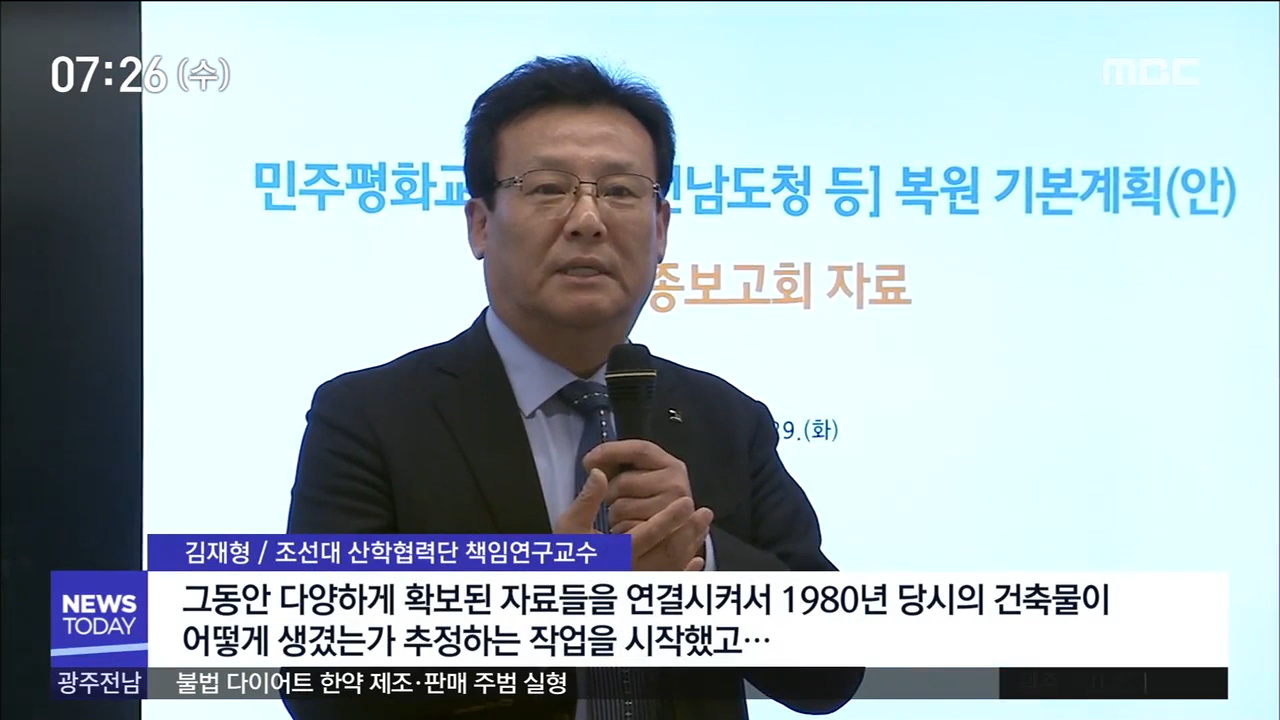 07:26 (수)
MBC
민주평화교
전남도청 등] 복원 기본계획(안)
종보고회 자료
29.(화)
김재형 / 조선대 산학협력단 책임연구교수
NEWS
TODAY
그동안 다양하게 확보된 자료들을 연결시켜서 1980년 당시의 건축물이
어떻게 생겼는가 추정하는 작업을 시작했고…
광주전남
불법 다이어트 한약 제조·판매 주범 실형